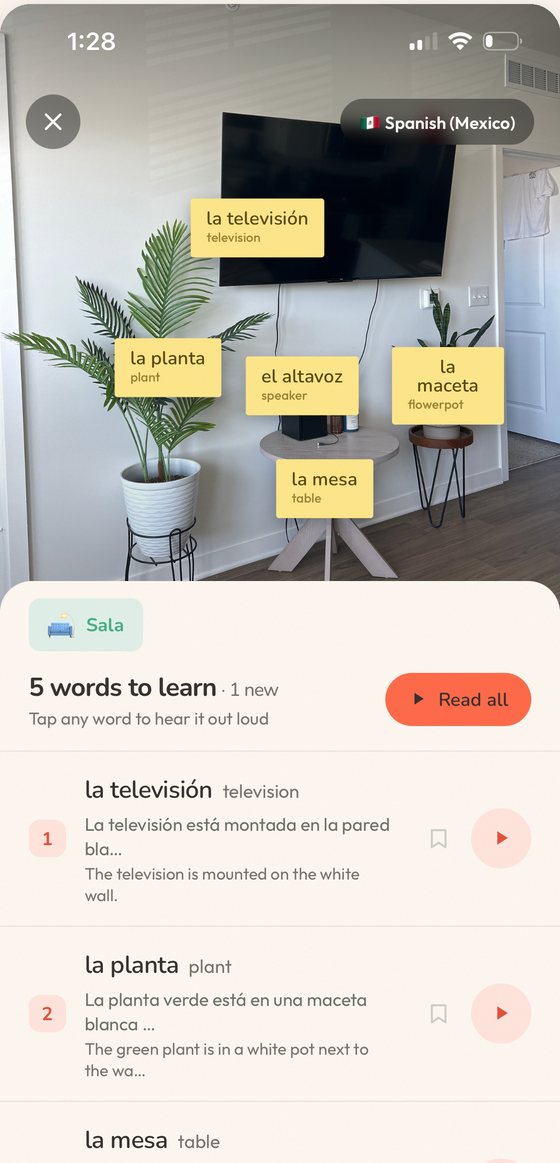 1:28
🇲🇽 Spanish (Mexico)
la televisión
television
la planta
plant
el altavoz
speaker
la
maceta
flowerpot
la mesa
table
Sala
5 words to learn · 1 new
Tap any word to hear it out loud
Read all
1
la televisión television
La televisión está montada en la pared
bla...
The television is mounted on the white
wall.
2
la planta plant
La planta verde está en una maceta
blanca ...
The green plant is in a white pot next to
the wa...
la mesa table